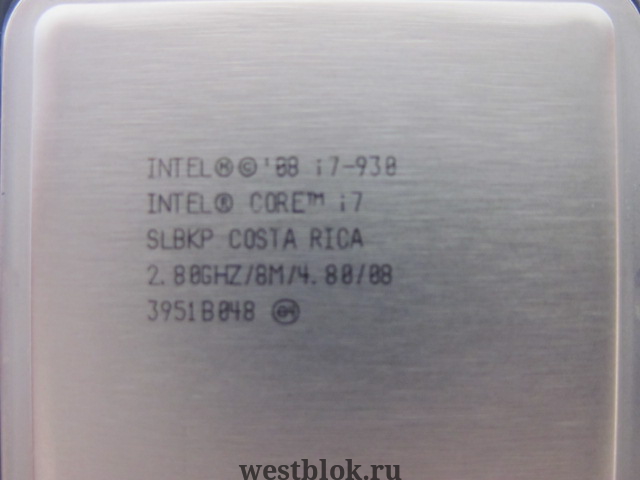 INTEL®©'08 i7-930
INTEL® CORE™ i7
SLBKP COSTA RICA
2.80GHZ/8M/4.80/08
3951B048 e4
westblok.ru